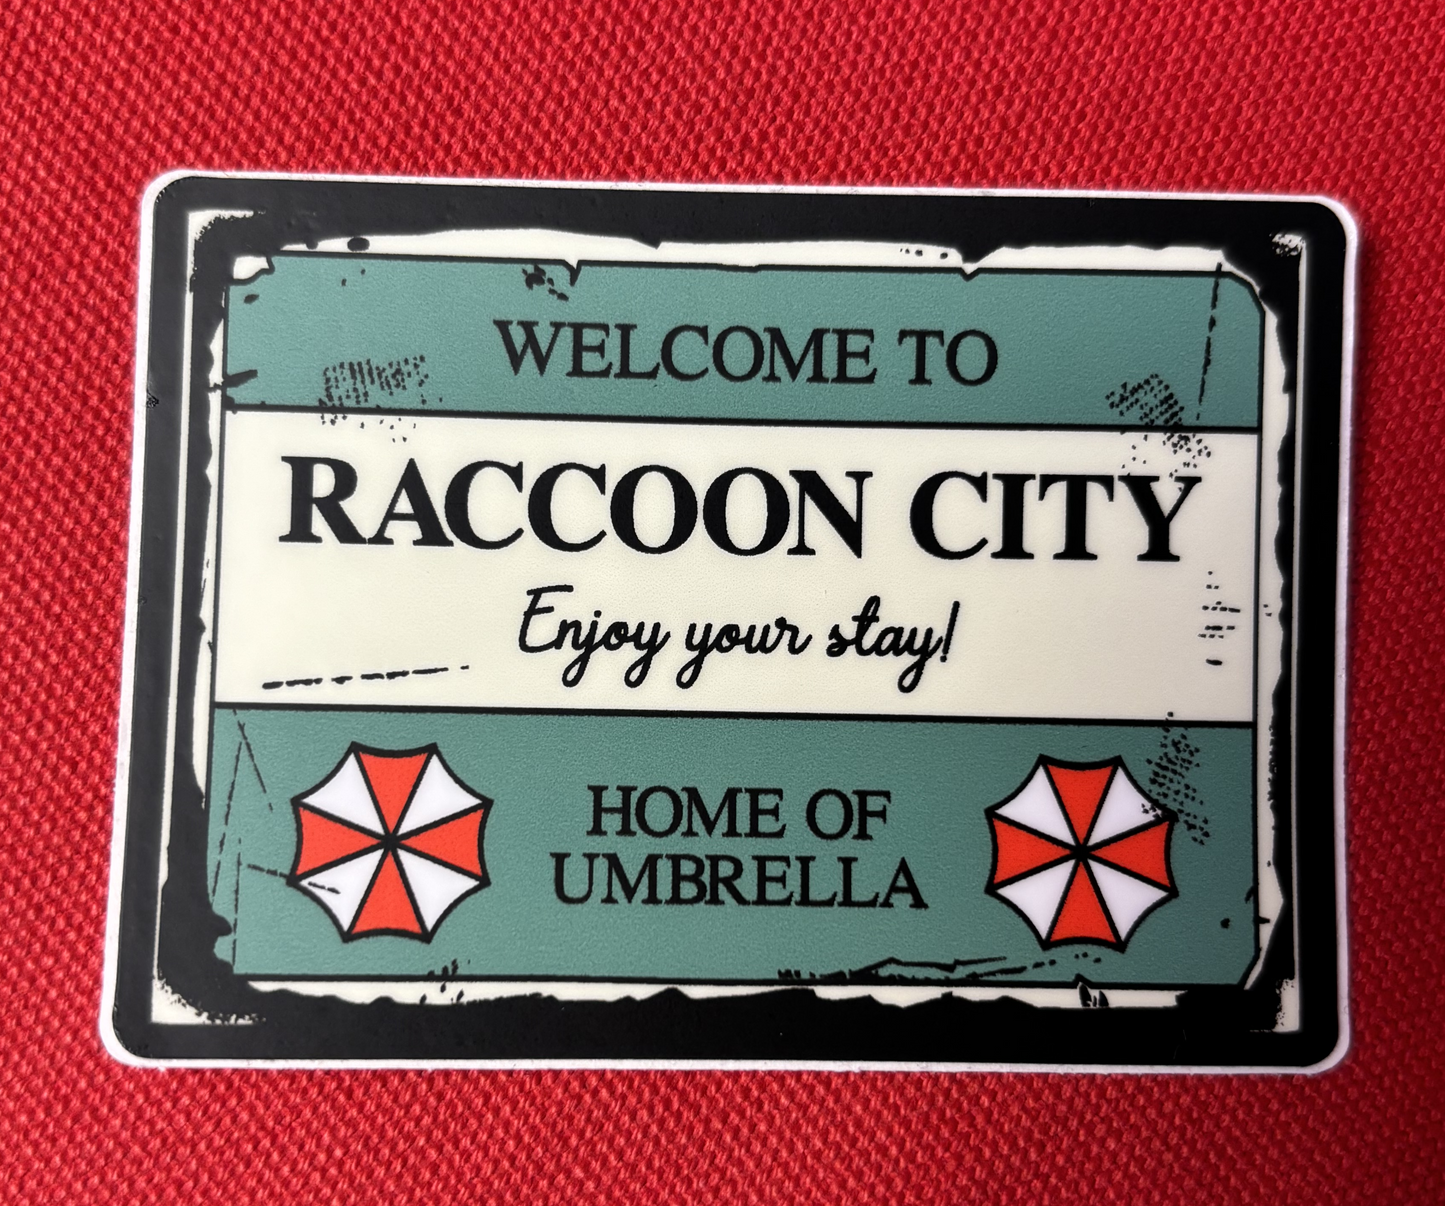 WELCOME TO
RACCOON CITY
Enjoy your stay!
HOME OF
UMBRELLA